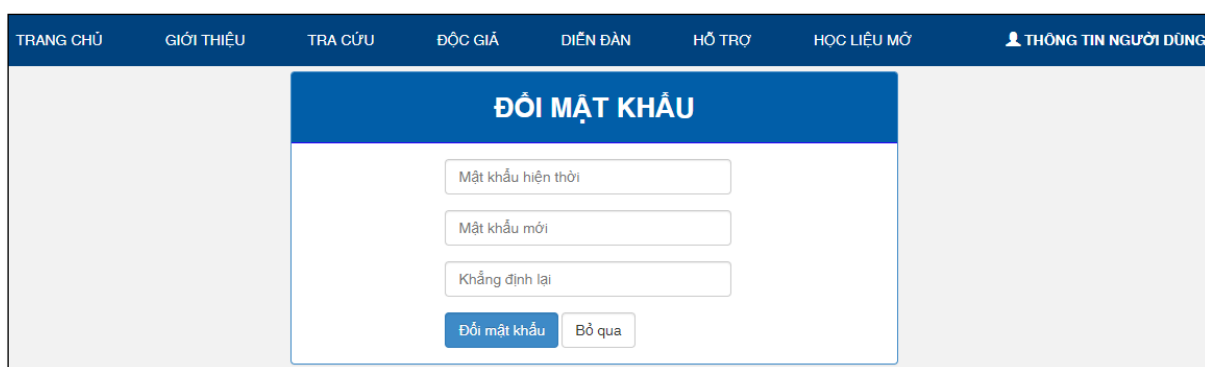 TRANG CHỦ GIỚI THIỆU TRA CỨU ĐỘC GIẢ DIỄN ĐÀN HỖ TRỢ HỌC LIỆU MỞ THÔNG TIN NGƯỜI DÙNG
ĐỔI MẬT KHẨU
Mật khẩu hiện thời
Mật khẩu mới
Khẳng định lại
Đổi mật khẩu Bỏ qua